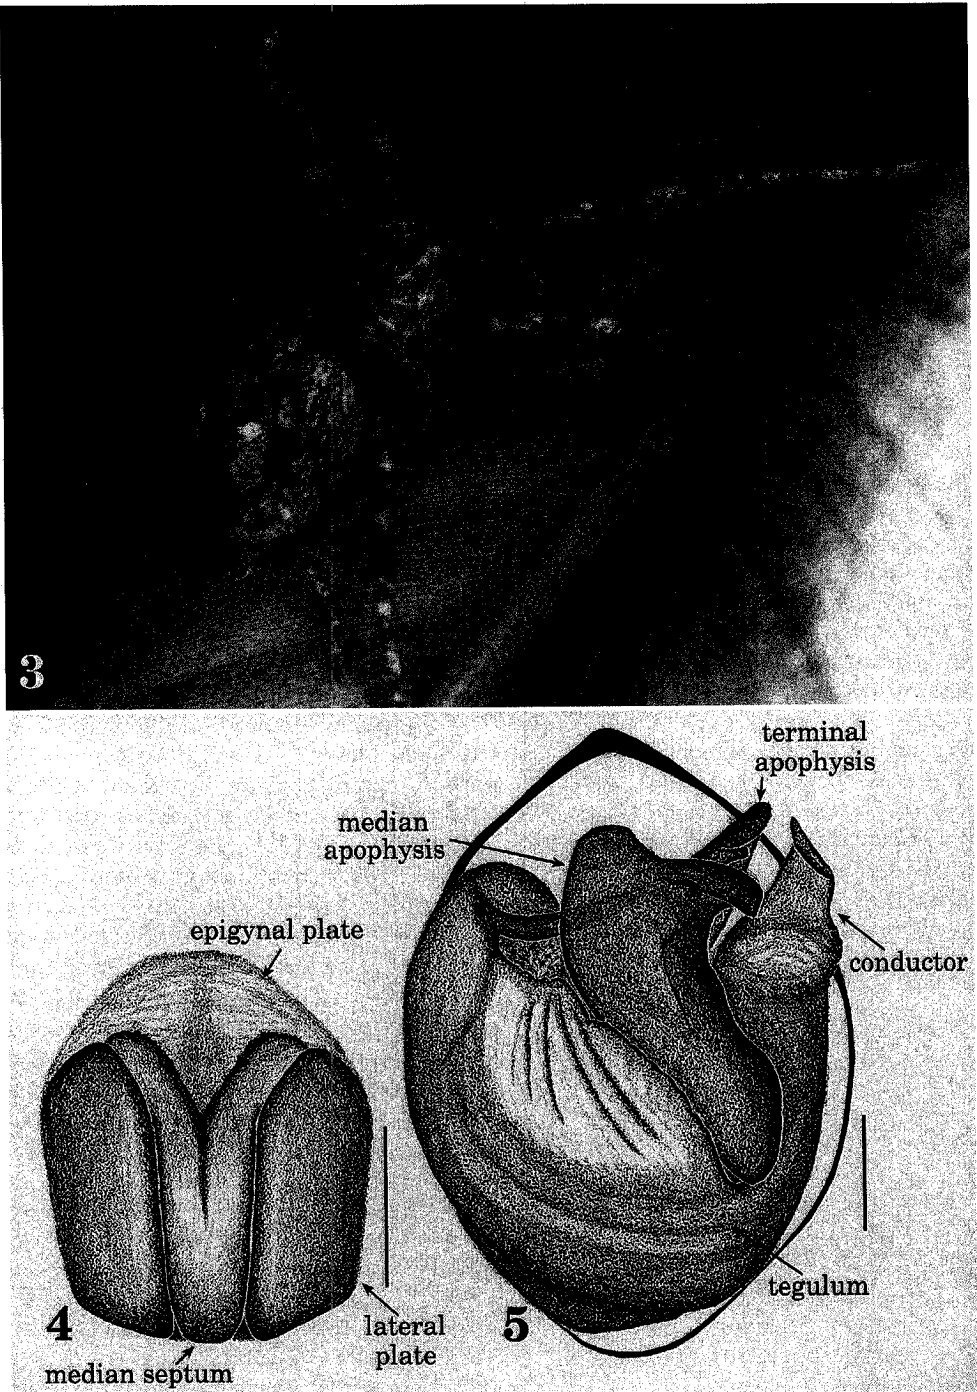 3
terminal
apophysis
median
apophysis
epigynal plate
conductor
tegulum
4
lateral
plate
5
median septum